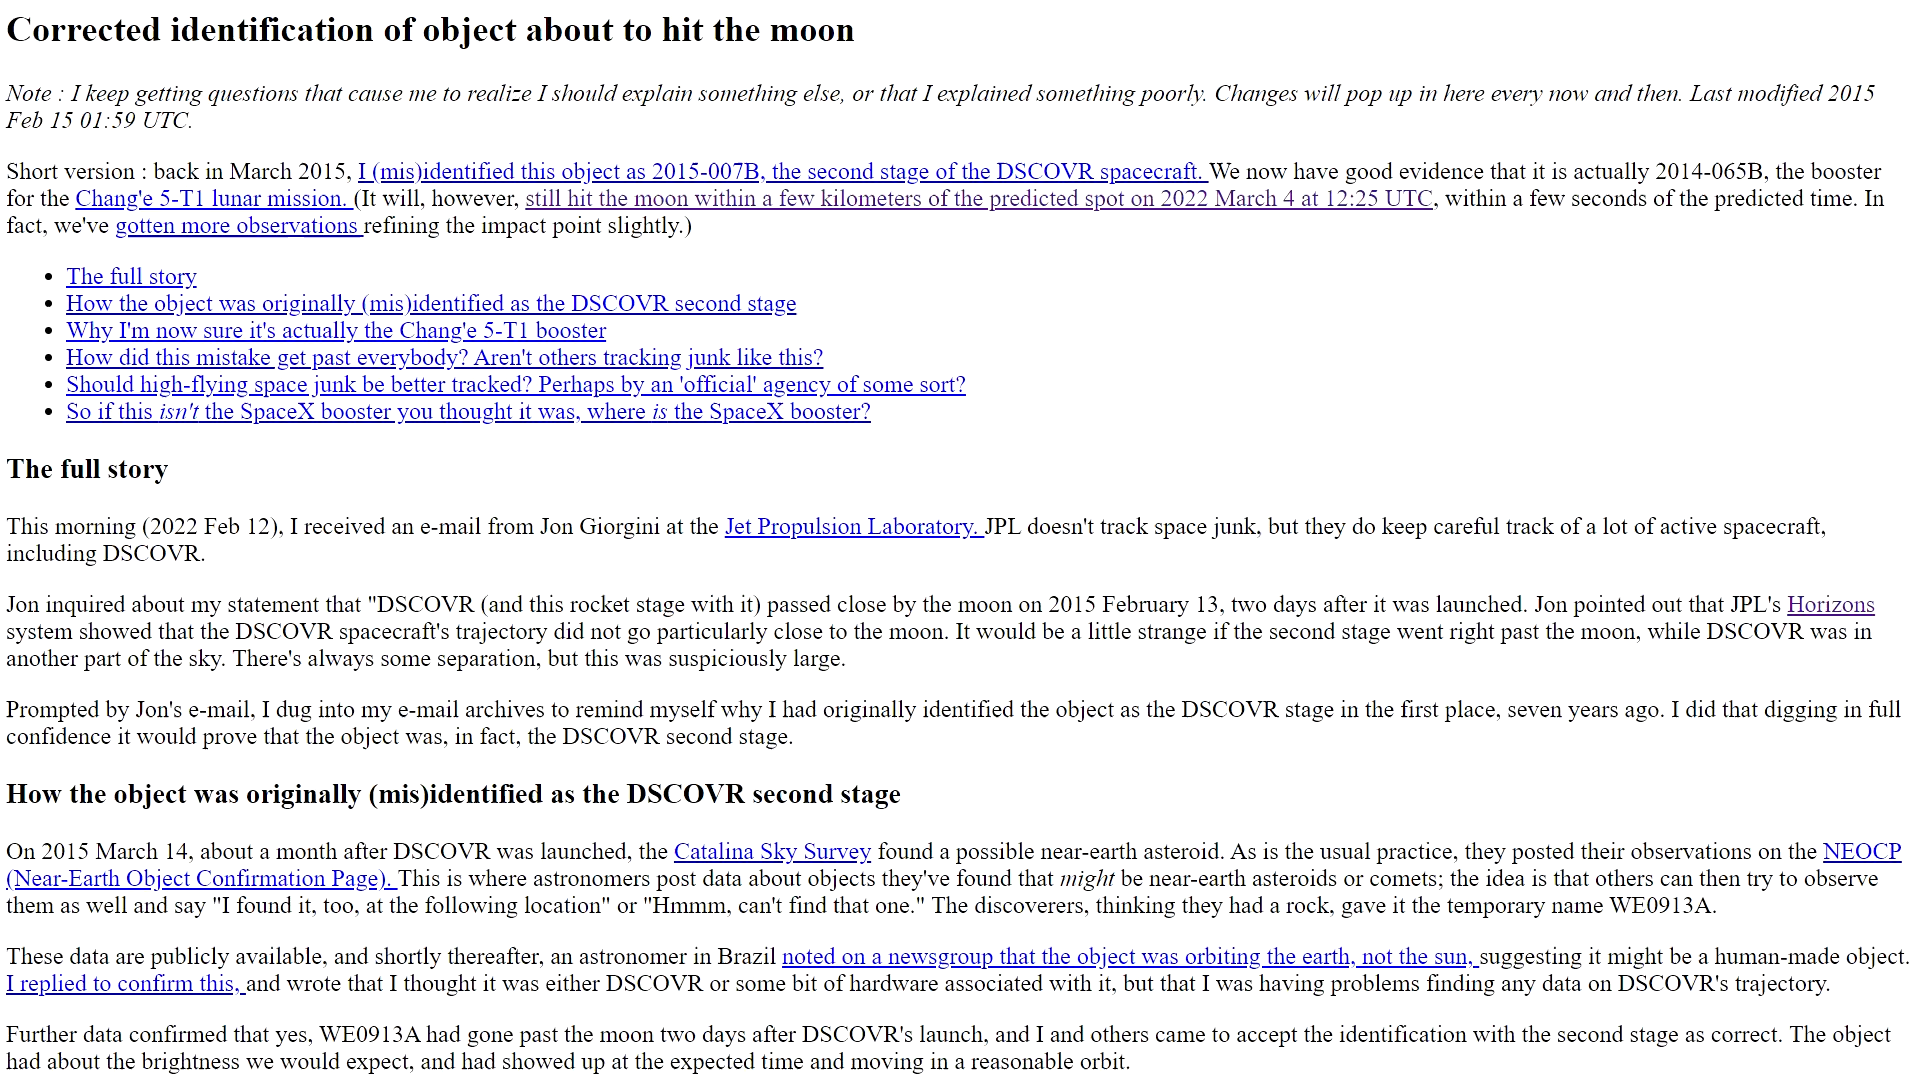 Corrected identification of object about to hit the moon
Note : I keep getting questions that cause me to realize I should explain something else, or that I explained something poorly. Changes will pop up in here every now and then. Last modified 2015
Feb 15 01:59 UTC.
Short version : back in March 2015, I (mis)identified this object as 2015-007B, the second stage of the DSCOVR spacecraft. We now have good evidence that it is actually 2014-065B, the booster
for the Chang'e 5-T1 lunar mission. (It will, however, still hit the moon within a few kilometers of the predicted spot on 2022 March 4 at 12:25 UTC, within a few seconds of the predicted time. In
fact, we've gotten more observations refining the impact point slightly.)
• The full story
• How the object was originally (mis)identified as the DSCOVR second stage
• Why I'm now sure it's actually the Chang'e 5-T1 booster
• How did this mistake get past everybody? Aren't others tracking junk like this?
• Should high-flying space junk be better tracked? Perhaps by an 'official' agency of some sort?
• So if this isn't the SpaceX booster you thought it was, where is the SpaceX booster?
The full story
This morning (2022 Feb 12), I received an e-mail from Jon Giorgini at the Jet Propulsion Laboratory. JPL doesn't track space junk, but they do keep careful track of a lot of active spacecraft,
including DSCOVR.
Jon inquired about my statement that "DSCOVR (and this rocket stage with it) passed close by the moon on 2015 February 13, two days after it was launched. Jon pointed out that JPL's Horizons
system showed that the DSCOVR spacecraft's trajectory did not go particularly close to the moon. It would be a little strange if the second stage went right past the moon, while DSCOVR was in
another part of the sky. There's always some separation, but this was suspiciously large.
Prompted by Jon's e-mail, I dug into my e-mail archives to remind myself why I had originally identified the object as the DSCOVR stage in the first place, seven years ago. I did that digging in full
confidence it would prove that the object was, in fact, the DSCOVR second stage.
How the object was originally (mis)identified as the DSCOVR second stage
On 2015 March 14, about a month after DSCOVR was launched, the Catalina Sky Survey found a possible near-earth asteroid. As is the usual practice, they posted their observations on the NEOCP
(Near-Earth Object Confirmation Page). This is where astronomers post data about objects they've found that might be near-earth asteroids or comets; the idea is that others can then try to observe
them as well and say "I found it, too, at the following location" or "Hmmm, can't find that one." The discoverers, thinking they had a rock, gave it the temporary name WE0913A.
These data are publicly available, and shortly thereafter, an astronomer in Brazil noted on a newsgroup that the object was orbiting the earth, not the sun, suggesting it might be a human-made object.
I replied to confirm this, and wrote that I thought it was either DSCOVR or some bit of hardware associated with it, but that I was having problems finding any data on DSCOVR's trajectory.
Further data confirmed that yes, WE0913A had gone past the moon two days after DSCOVR's launch, and I and others came to accept the identification with the second stage as correct. The object
had about the brightness we would expect, and had showed up at the expected time and moving in a reasonable orbit.